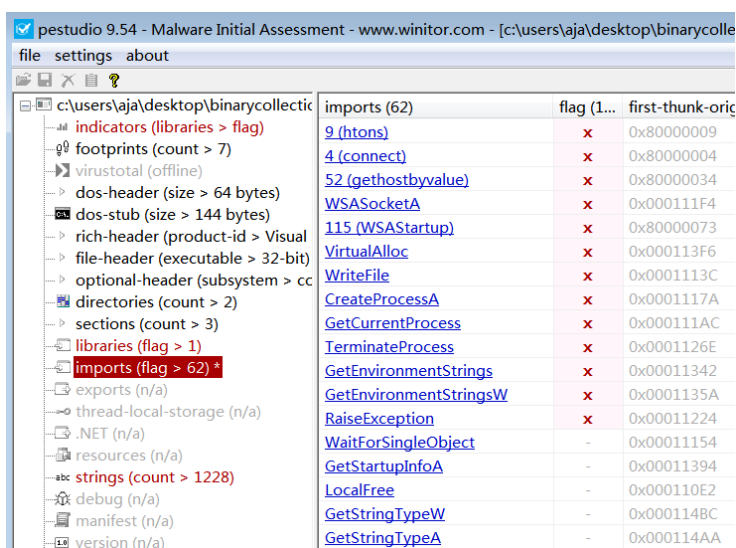 pestudio 9.54 - Malware Initial Assessment - www.winitor.com - [c:\users\aja\desktop\binarycolle
file settings about
c:\users\aja\desktop\binarycollectic
indicators (libraries > flag)
footprints (count > 7)
virustotal (offline)
dos-header (size > 64 bytes)
dos-stub (size > 144 bytes)
rich-header (product-id > Visual
file-header (executable > 32-bit)
optional-header (subsystem > cc
directories (count > 2)
sections (count > 3)
libraries (flag > 1)
imports (flag > 62) *
exports (n/a)
thread-local-storage (n/a)
.NET (n/a)
resources (n/a)
abc strings (count > 1228)
debug (n/a)
manifest (n/a)
1.0 version (n/a)
imports (62) flag (1... first-thunk-orig
9 (htons) x 0x80000009
4 (connect) x 0x80000004
52 (gethostbyvalue) x 0x80000034
WSASocketA x 0x000111F4
115 (WSAStartup) x 0x80000073
VirtualAlloc x 0x000113F6
WriteFile x 0x0001113C
CreateProcessA x 0x0001117A
GetCurrentProcess x 0x000111AC
TerminateProcess x 0x0001126E
GetEnvironmentStrings x 0x00011342
GetEnvironmentStringsW x 0x0001135A
RaiseException x 0x00011224
WaitForSingleObject - 0x00011154
GetStartupInfoA - 0x00011394
LocalFree - 0x000110E2
GetStringTypeW - 0x000114BC
GetStringTypeA - 0x000114AA